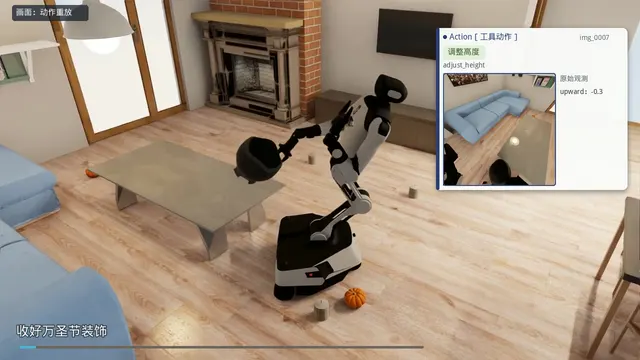 画面: 动作重放
Action [ 工具动作 ]
img_0007
调整高度
adjust_height
原始观测
upward: -0.3
收好万圣节装饰